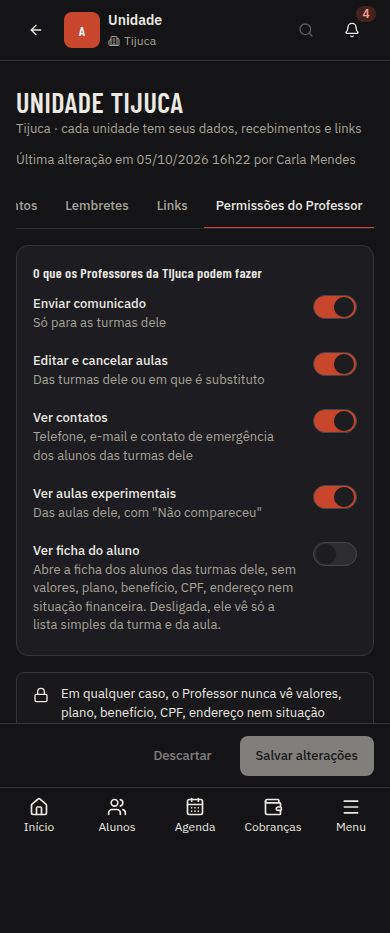 A
Unidade
Tijuca
4
UNIDADE TIJUCA
Tijuca · cada unidade tem seus dados, recebimentos e links
Última alteração em 05/10/2026 16h22 por Carla Mendes
ntos
Lembretes
Links
Permissões do Professor
O que os Professores da Tijuca podem fazer
Enviar comunicado
Só para as turmas dele
Editar e cancelar aulas
Das turmas dele ou em que é substituto
Ver contatos
Telefone, e-mail e contato de emergência
dos alunos das turmas dele
Ver aulas experimentais
Das aulas dele, com "Não compareceu"
Ver ficha do aluno
Abre a ficha dos alunos das turmas dele, sem
valores, plano, benefício, CPF, endereço nem
situação financeira. Desligada, ele vê só a
lista simples da turma e da aula.
Em qualquer caso, o Professor nunca vê valores,
plano, benefício, CPF, endereço nem situação
Descartar
Salvar alterações
Início
Alunos
Agenda
Cobranças
Menu